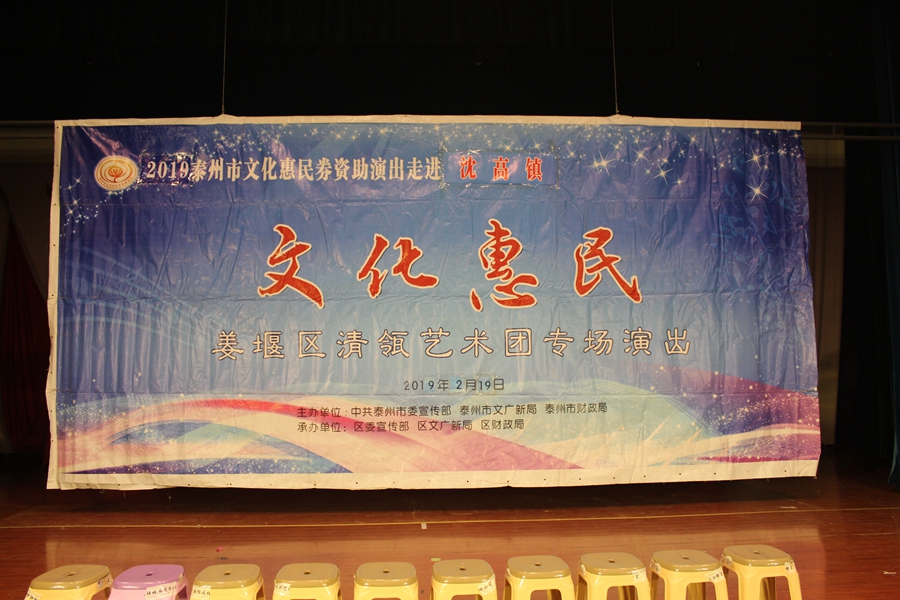 2019泰州市文化惠民券资助演出走进 沈高镇
文化惠民
姜堰区清瓴艺术团专场演出
2019年 2月19日
主办单位：中共泰州市委宣传部 泰州市文广新局 泰州市财政局
承办单位：区委宣传部 区文广新局 区财政局